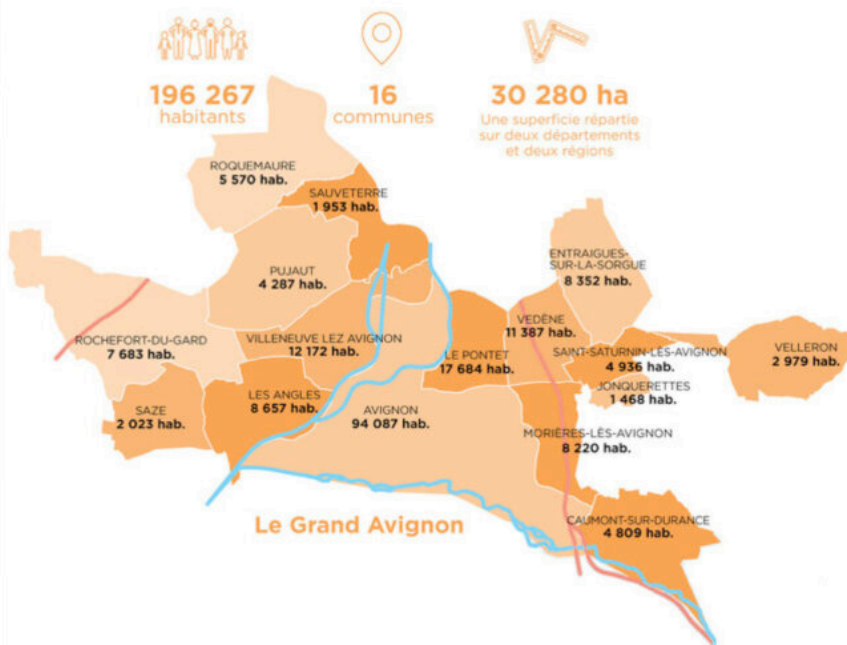 196 267
habitants
16
communes
30 280 ha
Une superficie répartie
sur deux départements
et deux régions
ROQUEMAURE
5 570 hab.
SAUVETERRE
1 953 hab.
PUJAUT
4 287 hab.
ENTRAIGUES-
SUR-LA-SORGUE
8 352 hab.
ROCHEFORT-DU-GARD
7 683 hab.
VILLENEUVE LEZ AVIGNON
12 172 hab.
LE PONTET
17 684 hab.
VEDÈNE
11 387 hab.
SAINT-SATURNIN-LÈS-AVIGNON
4 936 hab.
VELLERON
2 979 hab.
JONQUERETTES
1 468 hab.
SAZE
2 023 hab.
LES ANGLES
8 657 hab.
AVIGNON
94 087 hab.
MORIÈRES-LÈS-AVIGNON
8 220 hab.
Le Grand Avignon
CAUMONT-SUR-DURANCE
4 809 hab.